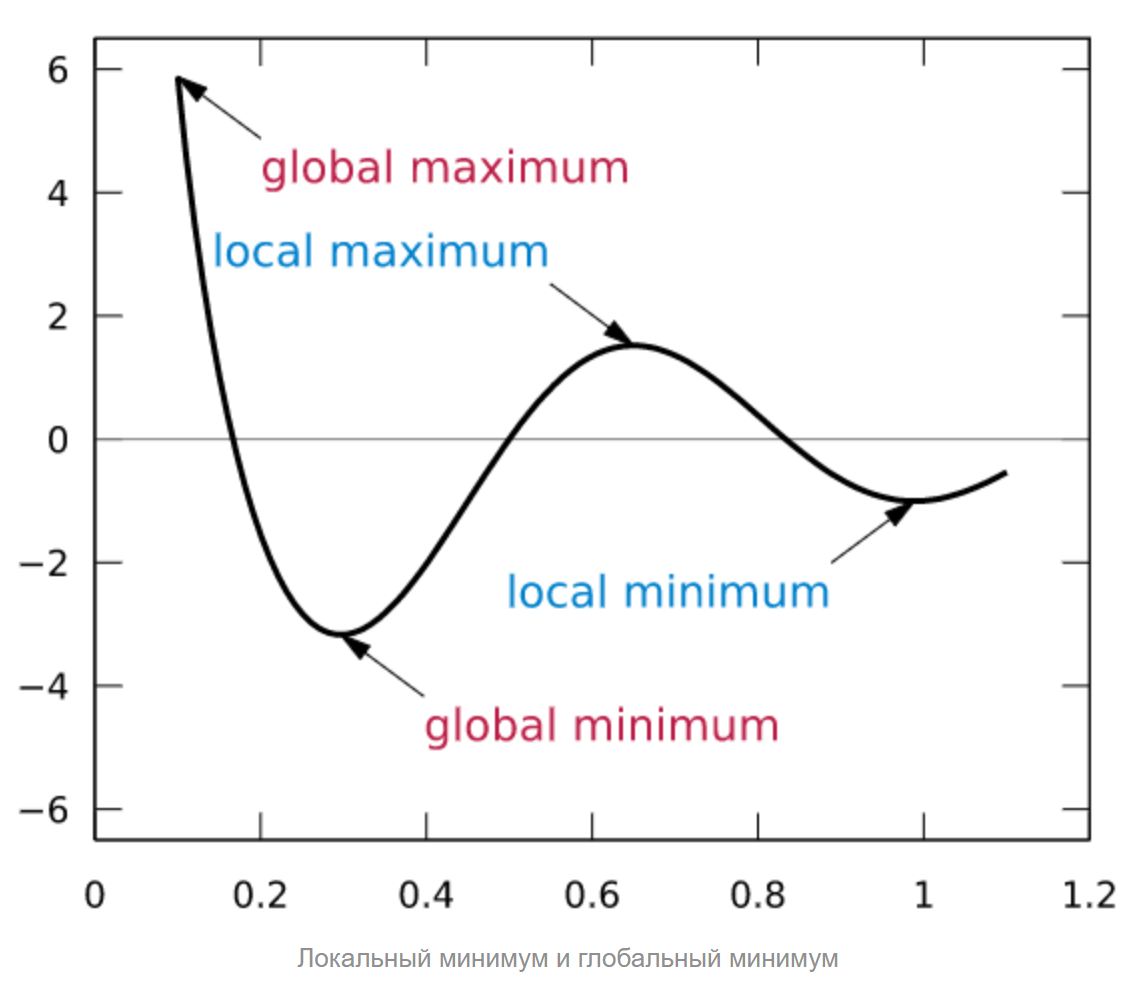 6
global maximum
4
local maximum
2
0
−2
local minimum
−4
global minimum
−6
0 0.2 0.4 0.6 0.8 1 1.2
Локальный минимум и глобальный минимум